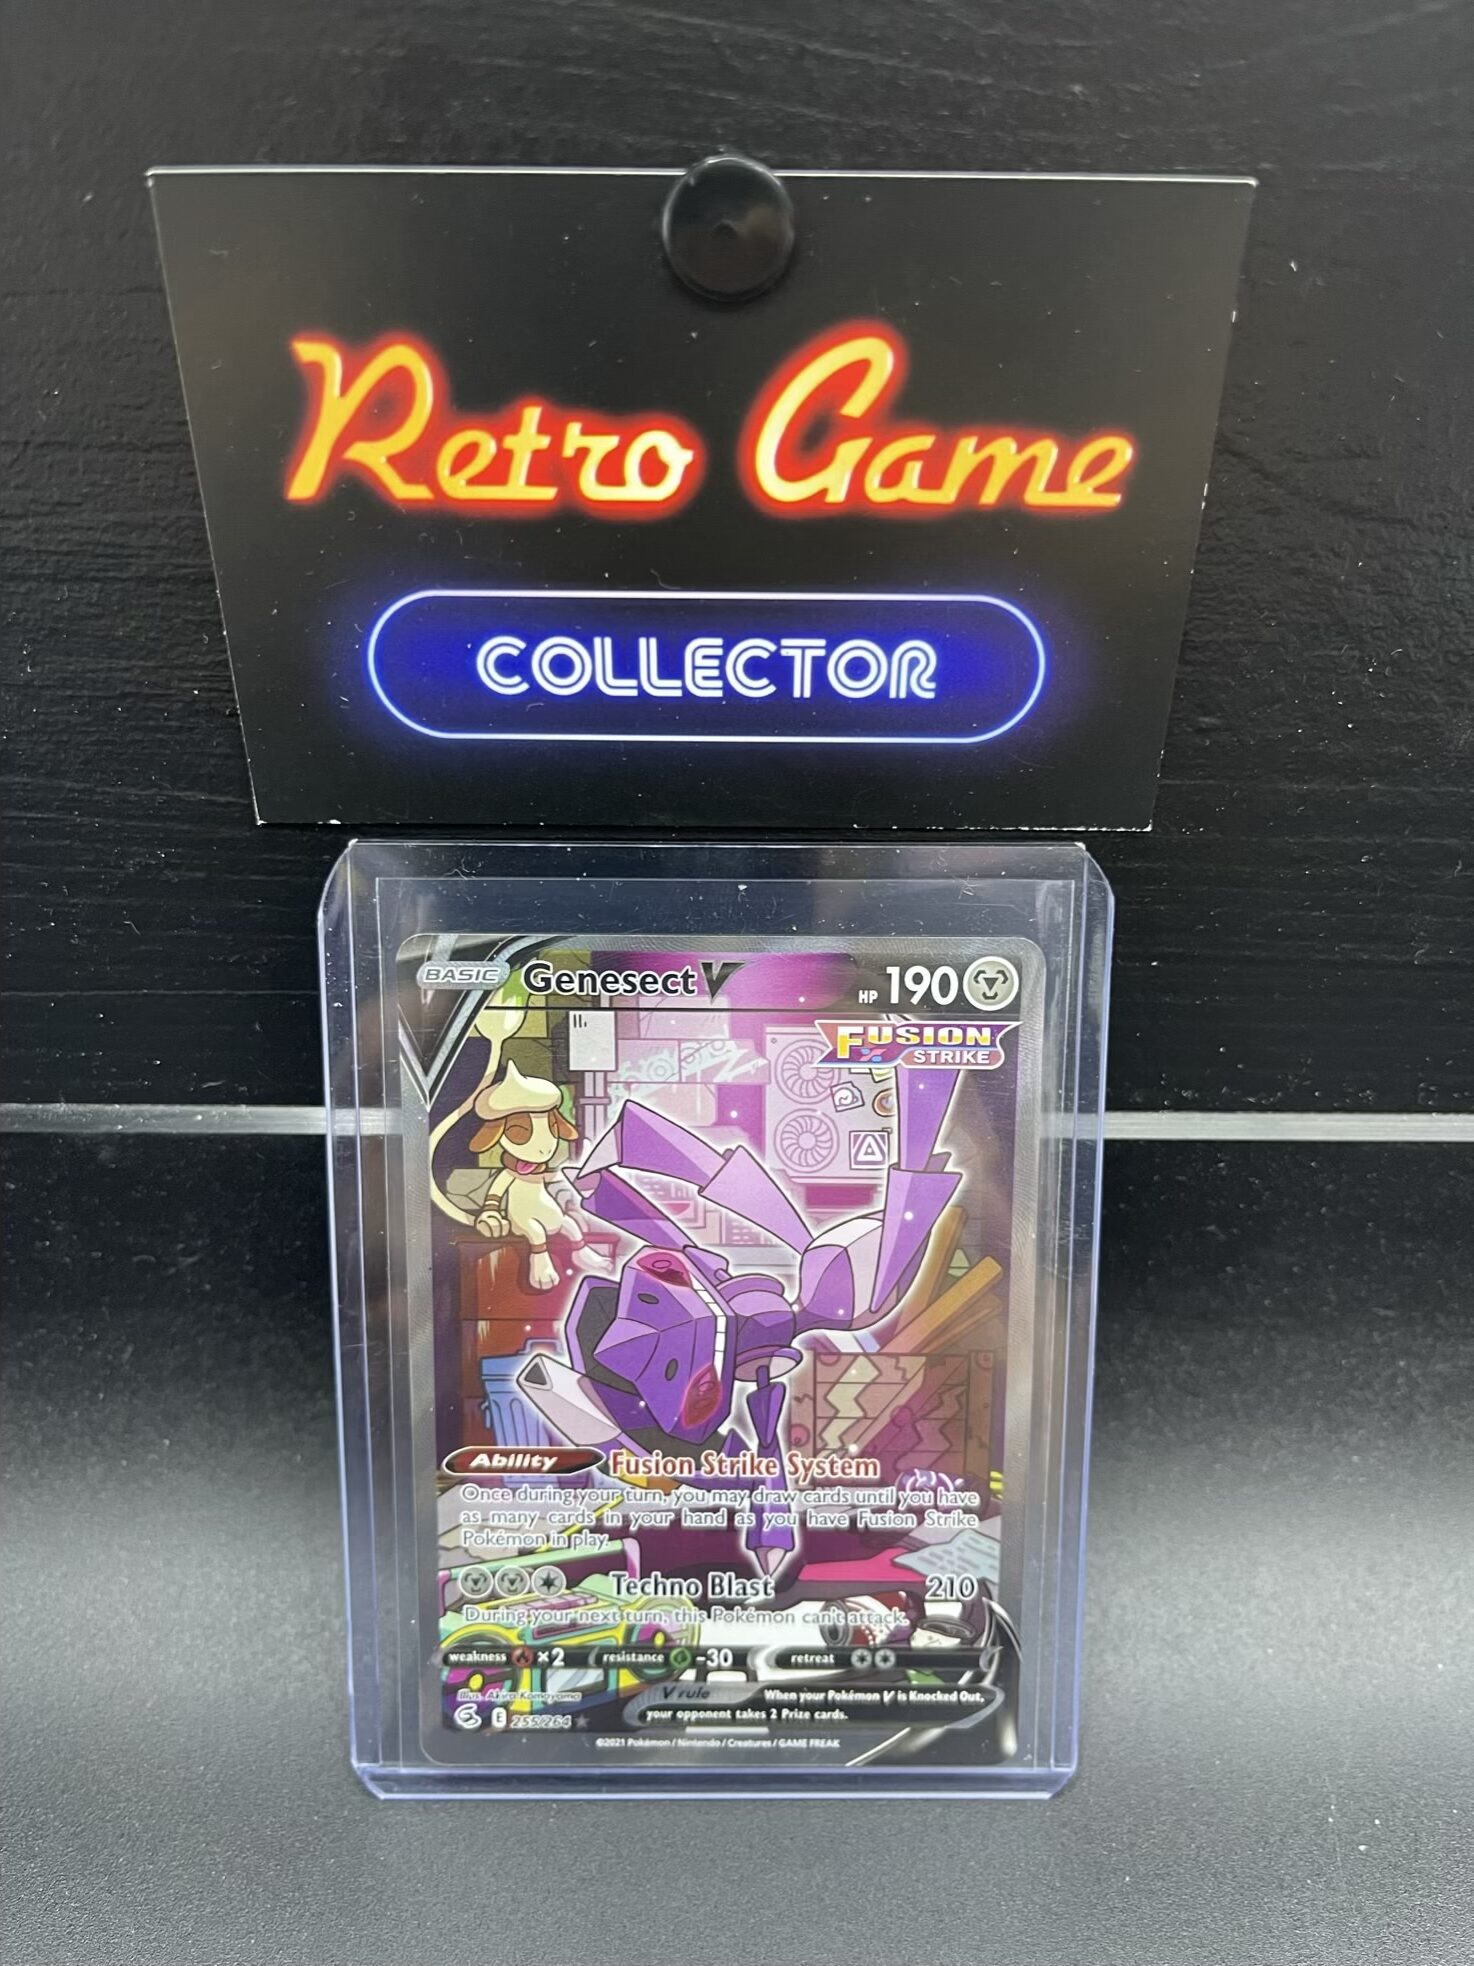 Retro Game
COLLECTOR
BASIC Genesect V HP 190
FUSION
STRIKE
Ability Fusion Strike System
Once during your turn, you may draw cards until you have
as many cards in your hand as you have Fusion Strike
Pokémon in play.
Techno Blast 210
During your next turn, this Pokémon can't attack.
weakness ×2 resistance -30 retreat
Illus. Akira Komayama
V rule When your Pokémon V is Knocked Out,
your opponent takes 2 Prize cards.
E 255/264
©2021 Pokémon / Nintendo / Creatures / GAME FREAK